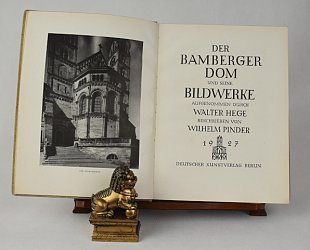 DER
BAMBERGER
DOM
UND SEINE
BILDWERKE
AUFGENOMMEN DURCH
WALTER HEGE
BESCHRIEBEN VON
WILHELM PINDER
1927
DEUTSCHER KUNSTVERLAG BERLIN